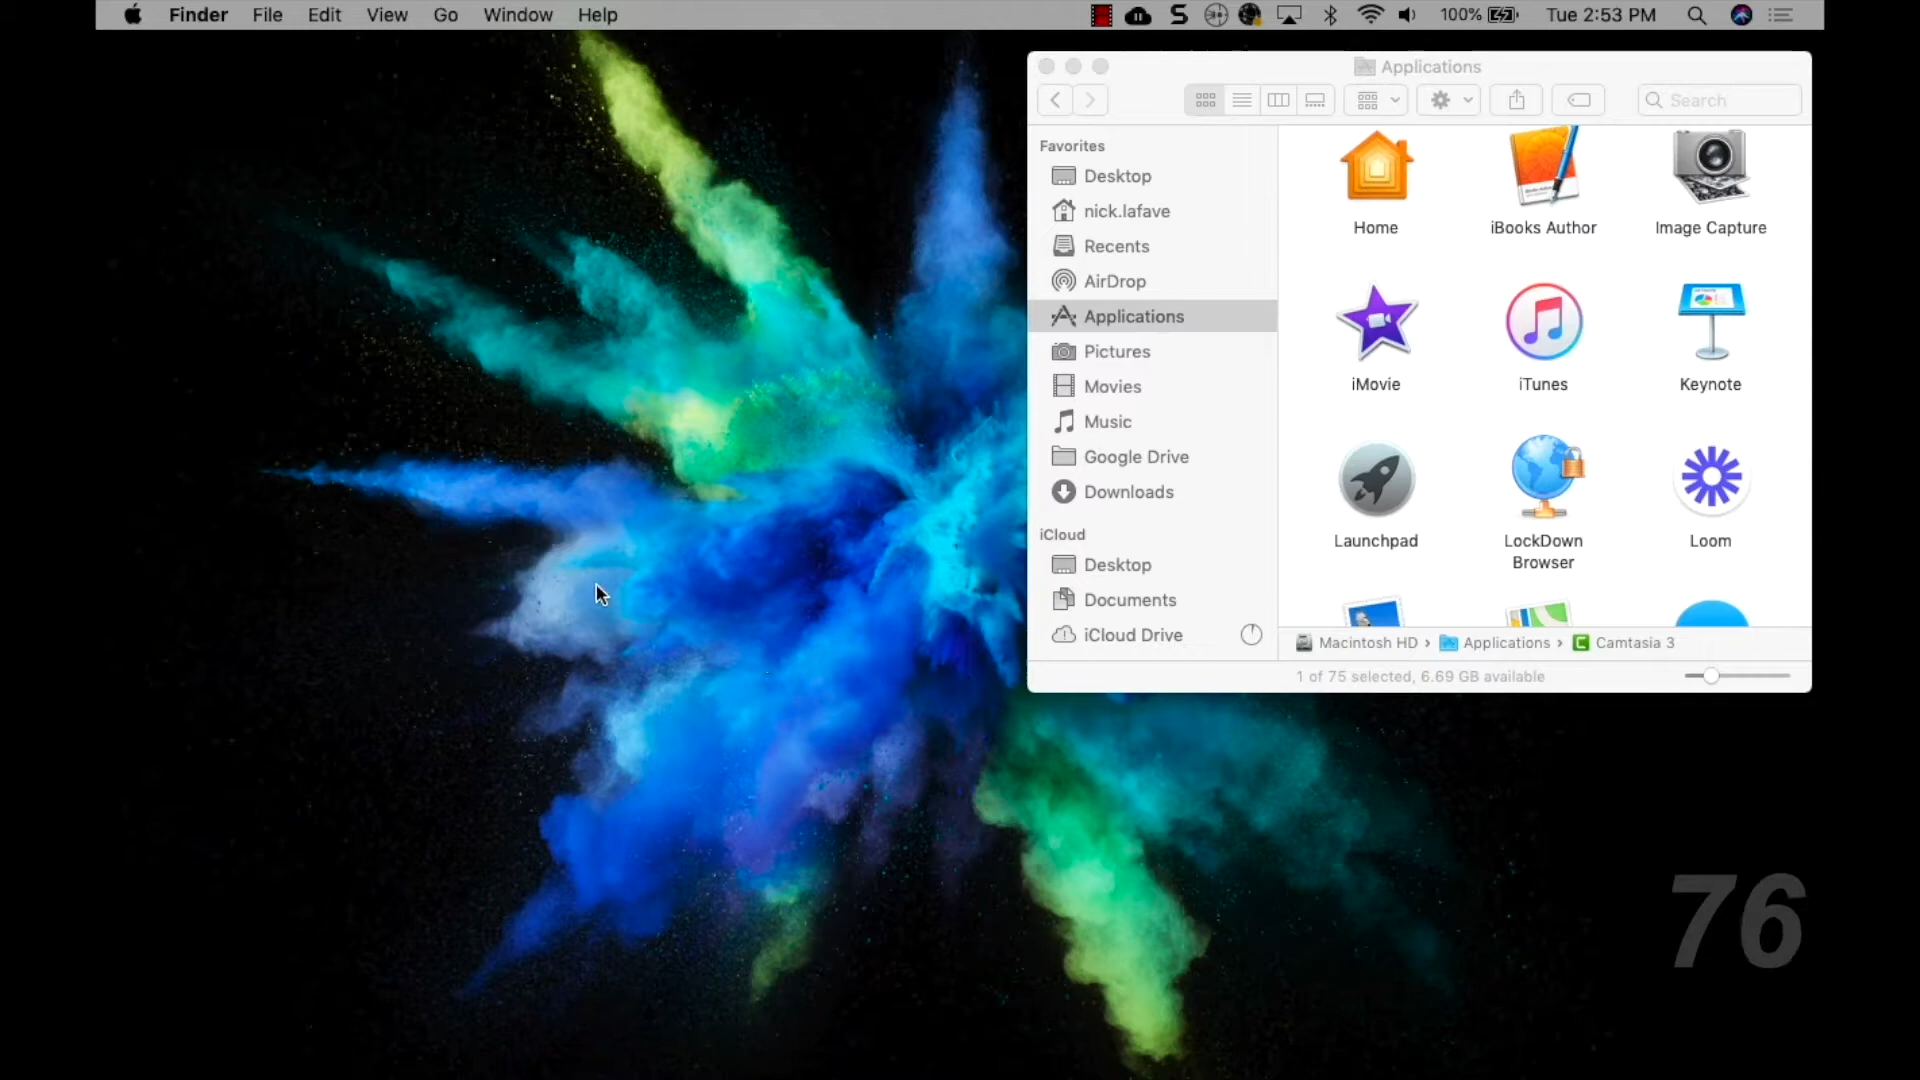 Finder File Edit View Go Window Help 100% Tue 2:53 PM
Applications
Search
Favorites
Desktop
nick.lafave
Recents
AirDrop
Applications
Pictures
Movies
Music
Google Drive
Downloads
iCloud
Desktop
Documents
iCloud Drive
Home iBooks Author Image Capture
iMovie iTunes Keynote
Launchpad LockDown Browser Loom
Macintosh HD › Applications › Camtasia 3
1 of 75 selected, 6.69 GB available
76